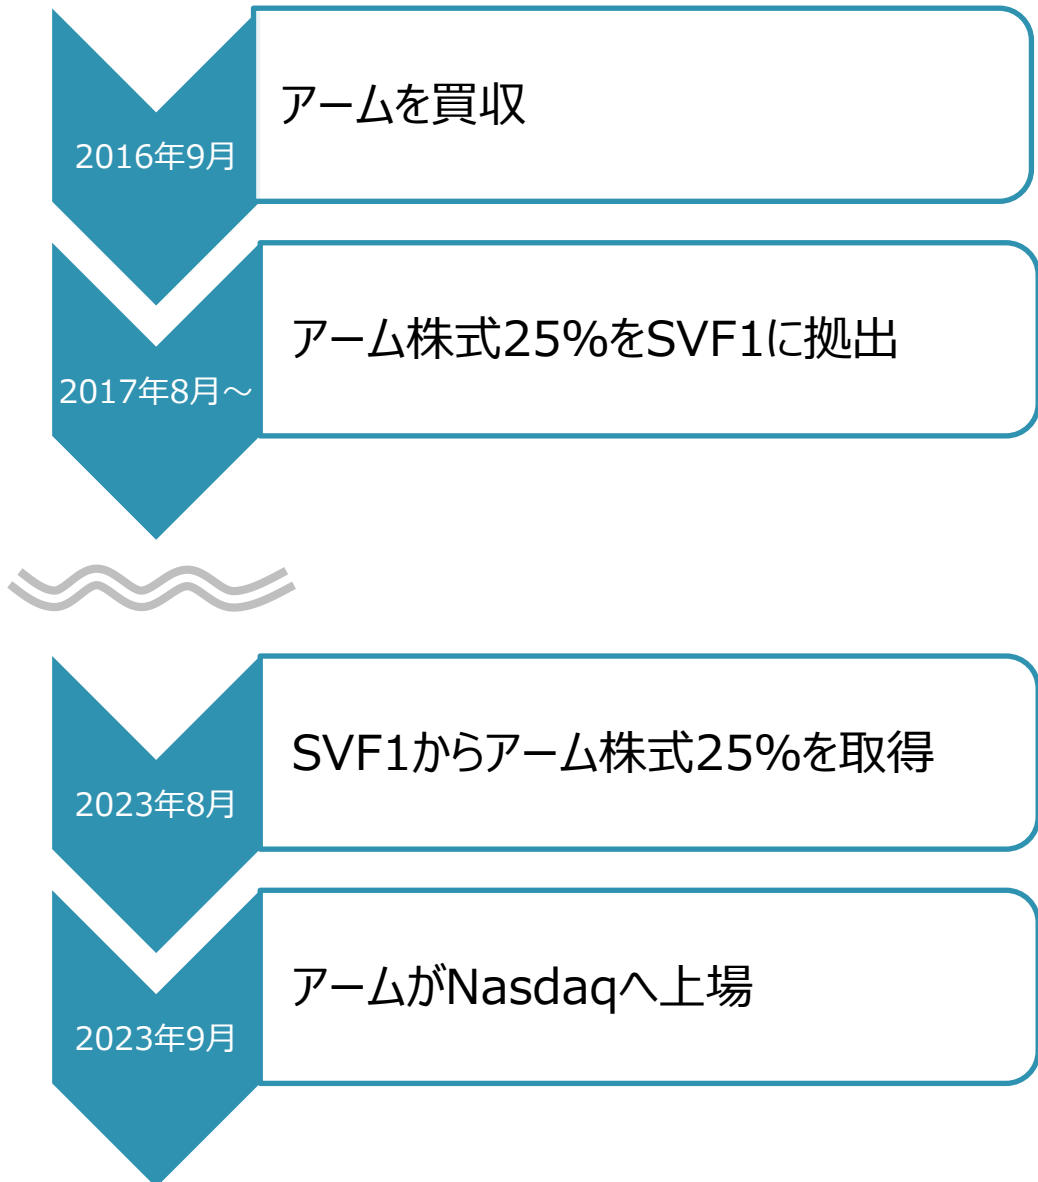 アームを買収
2016年9月
アーム株式25%をSVF1に拠出
2017年8月～
SVF1からアーム株式25%を取得
2023年8月
アームがNasdaqへ上場
2023年9月